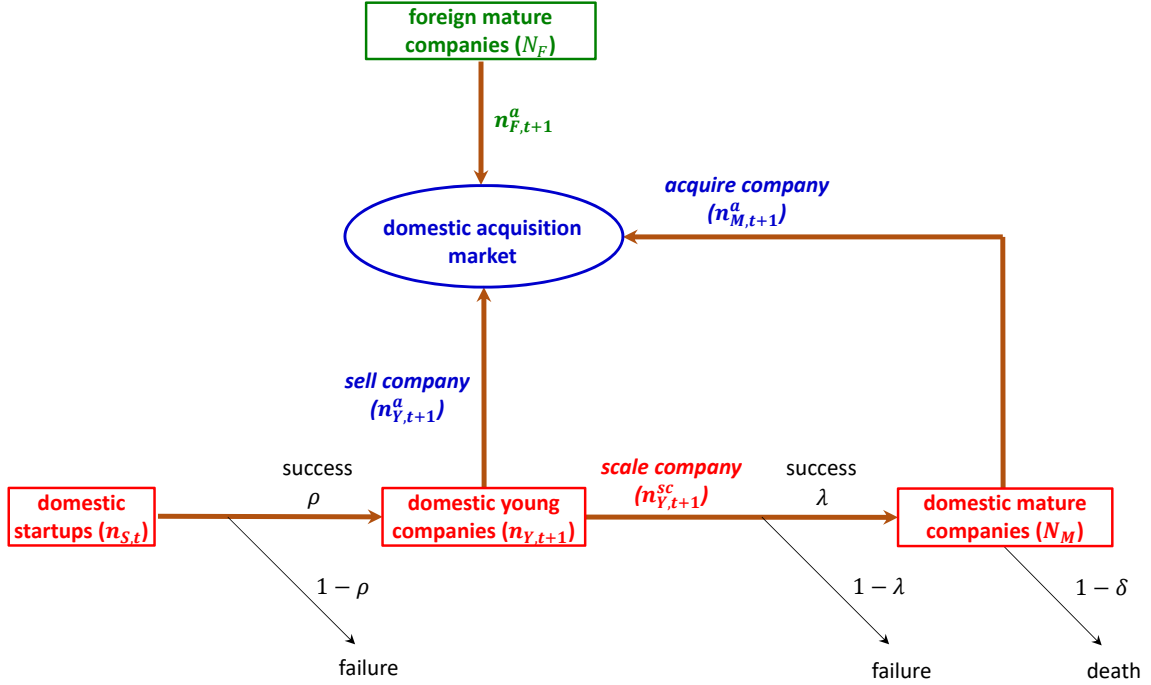 foreign mature
companies (N_F)
n^a_{F,t+1}
acquire company
(n^a_{M,t+1})
domestic acquisition
market
sell company
(n^a_{Y,t+1})
success
ρ
scale company
(n^{sc}_{Y,t+1})
success
λ
domestic
startups (n_{S,t})
domestic young
companies (n_{Y,t+1})
domestic mature
companies (N_M)
1 − ρ
1 − λ
1 − δ
failure
failure
death